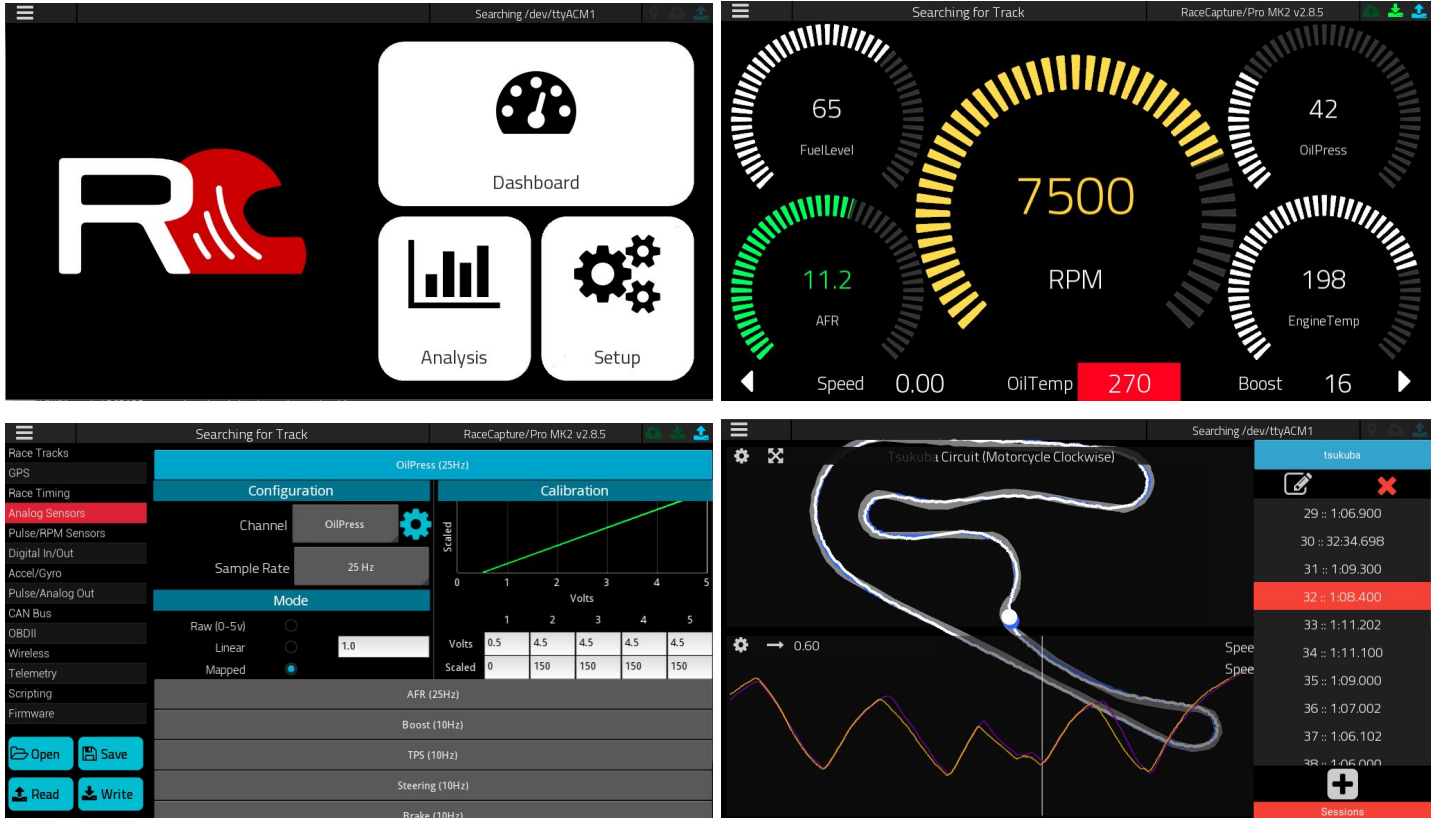 Searching /dev/ttyACM1
RC
Dashboard
Analysis
Setup
Searching for Track
RaceCapture/Pro MK2 v2.8.5
65
FuelLevel
42
OilPress
7500
RPM
11.2
AFR
198
EngineTemp
Speed 0.00 OilTemp 270 Boost 16
Searching for Track
RaceCapture/Pro MK2 v2.8.5
Race Tracks
GPS
Race Timing
Analog Sensors
Pulse/RPM Sensors
Digital In/Out
Accel/Gyro
Pulse/Analog Out
CAN Bus
OBDII
Wireless
Telemetry
Scripting
Firmware
Open Save
Read Write
OilPress (25Hz)
Configuration
Channel OilPress
Sample Rate 25 Hz
Mode
Raw (0-5v)
Linear 1.0
Mapped
Calibration
Scaled
0 1 2 3 4 5
Volts
1 2 3 4 5
Volts 0.5 4.5 4.5 4.5 4.5
Scaled 0 150 150 150 150
AFR (25Hz)
Boost (10Hz)
TPS (10Hz)
Steering (10Hz)
Brake (10Hz)
Searching /dev/ttyACM1
Tsukuba Circuit (Motorcycle Clockwise)
0.60
Spee
Spee
tsukuba
29 :: 1:06.900
30 :: 32:34.698
31 :: 1:09.300
32 :: 1:08.400
33 :: 1:11.202
34 :: 1:11.100
35 :: 1:09.000
36 :: 1:07.002
37 :: 1:06.102
38 :: 1:06.000
Sessions